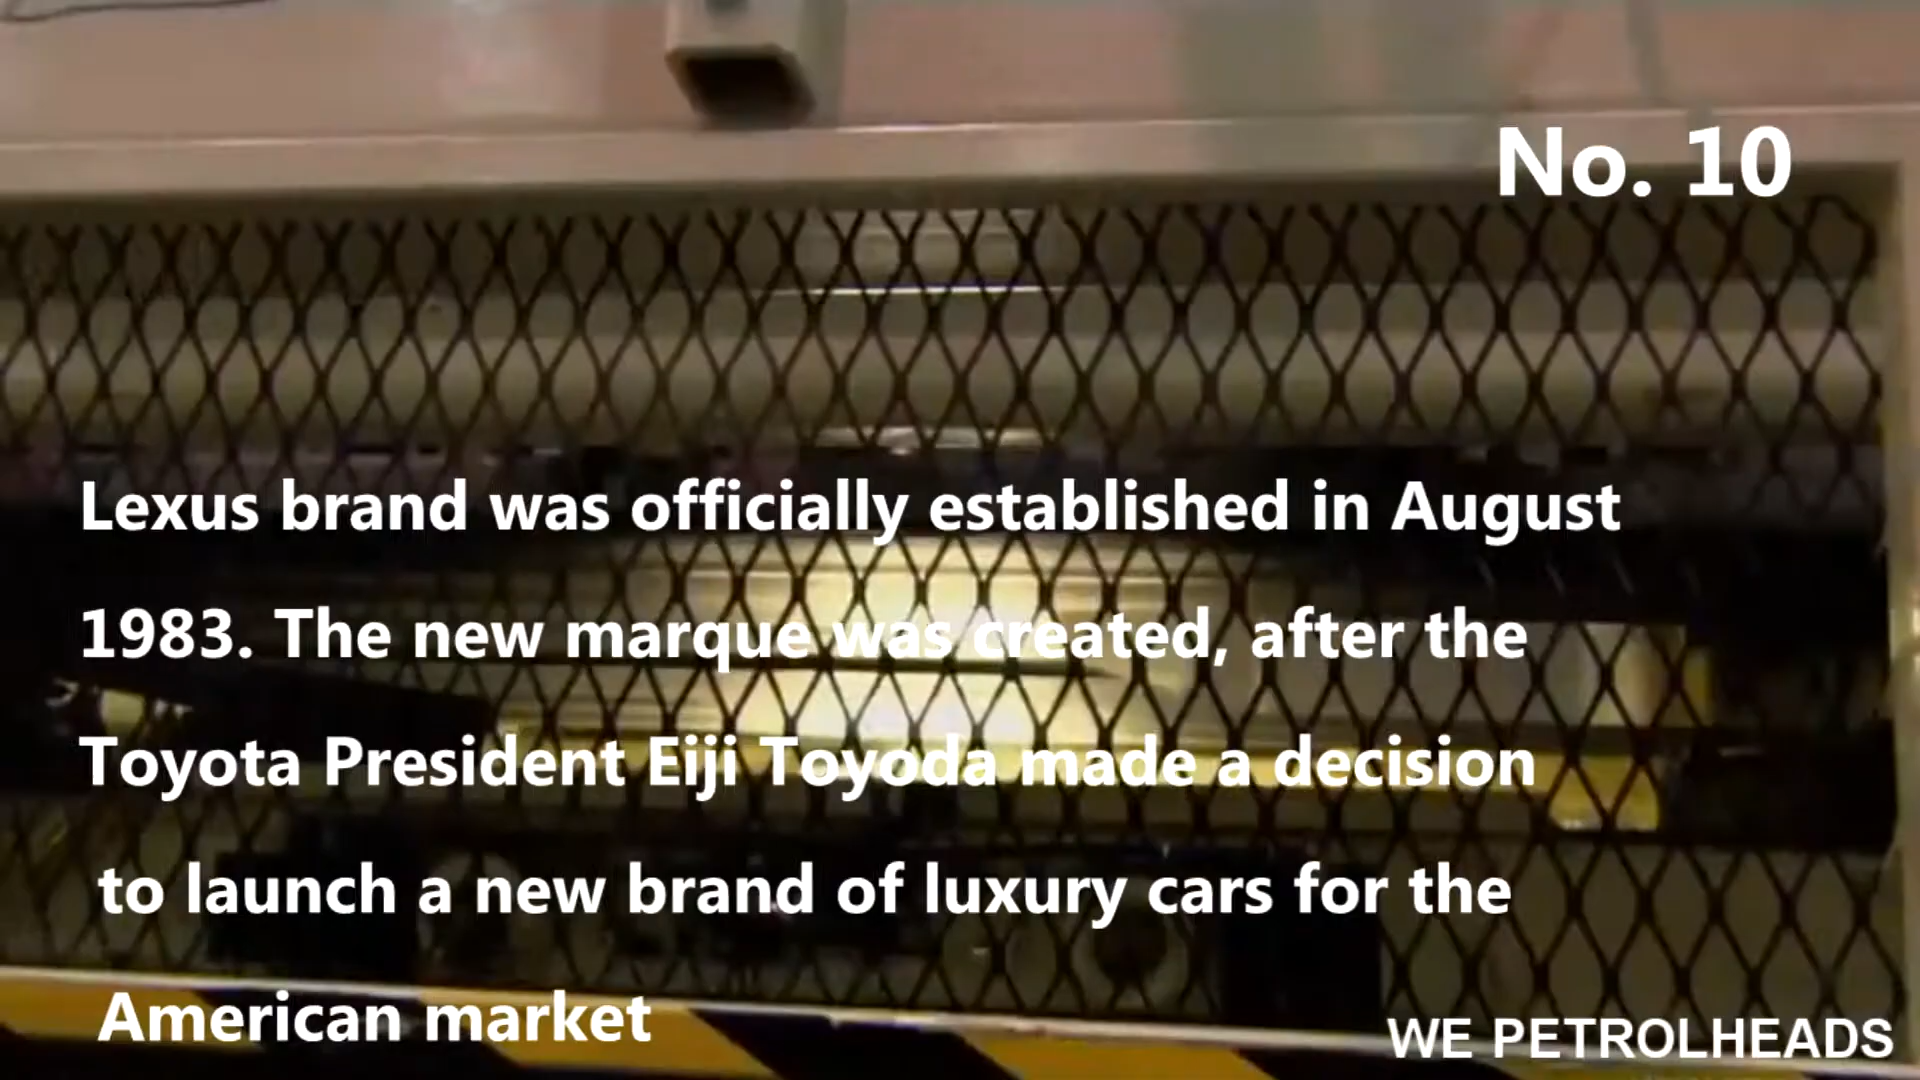 No. 10
Lexus brand was officially established in August
1983. The new marque was created, after the
Toyota President Eiji Toyoda made a decision
to launch a new brand of luxury cars for the
American market
WE PETROLHEADS